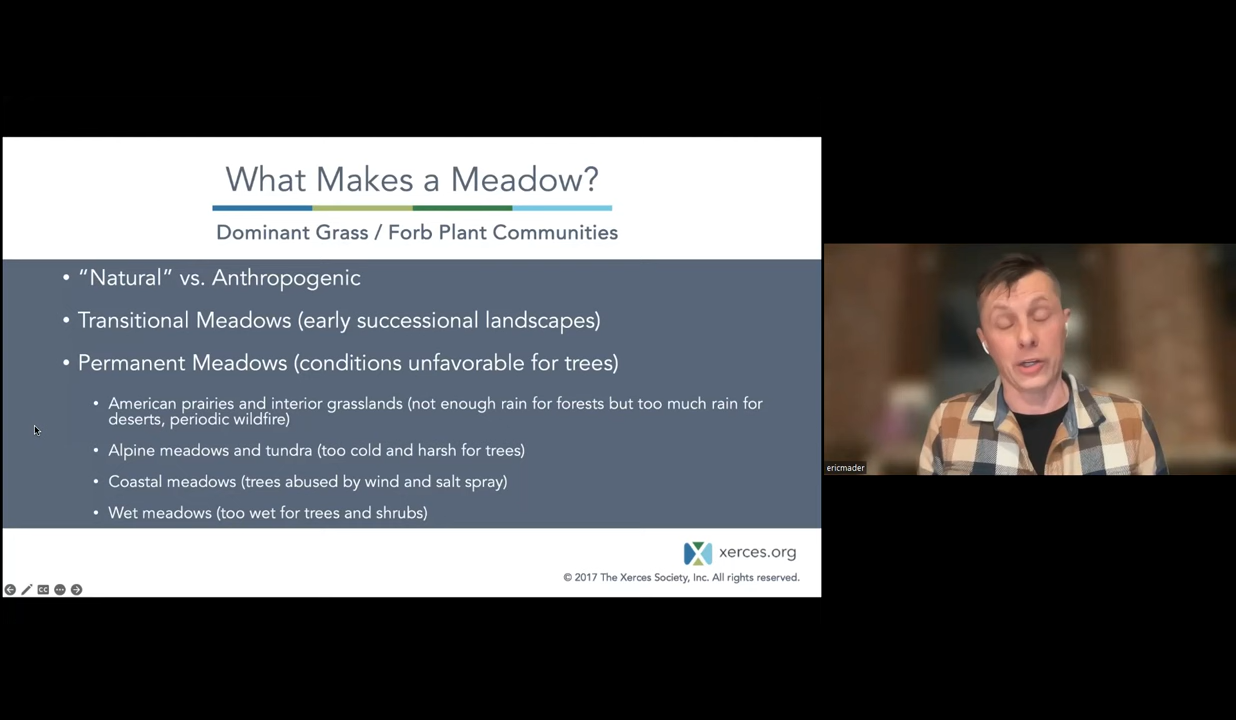 What Makes a Meadow?
Dominant Grass / Forb Plant Communities
• “Natural” vs. Anthropogenic
• Transitional Meadows (early successional landscapes)
• Permanent Meadows (conditions unfavorable for trees)
• American prairies and interior grasslands (not enough rain for forests but too much rain for
deserts, periodic wildfire)
• Alpine meadows and tundra (too cold and harsh for trees)
• Coastal meadows (trees abused by wind and salt spray)
• Wet meadows (too wet for trees and shrubs)
xerces.org
© 2017 The Xerces Society, Inc. All rights reserved.
CC
ericmader